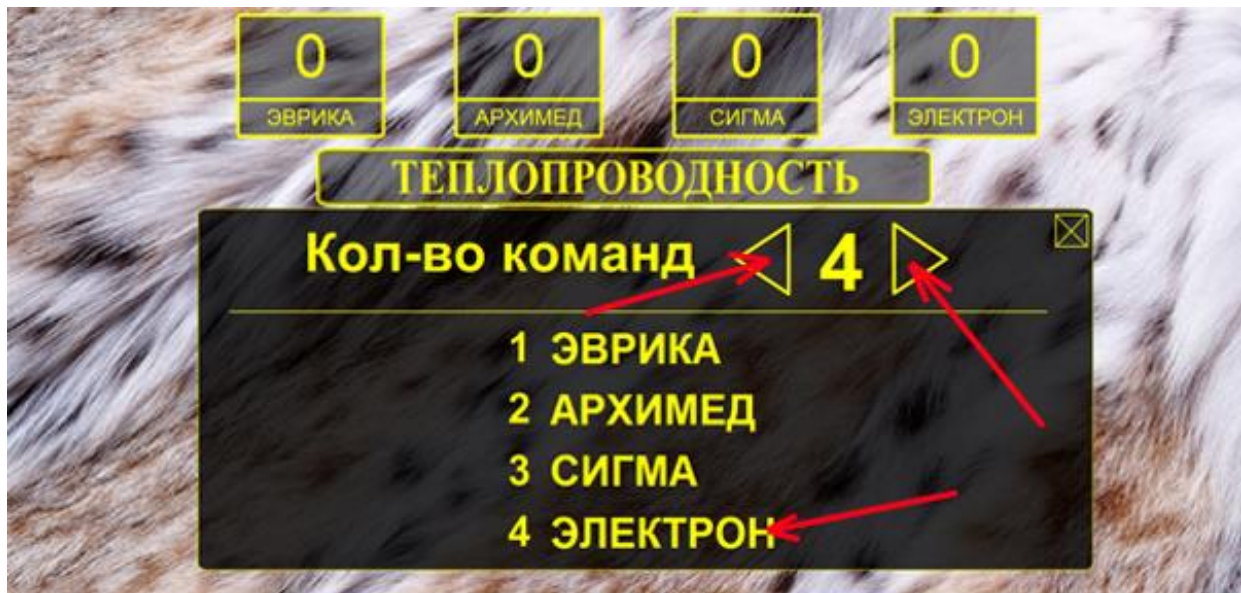 0 0 0 0
ЭВРИКА АРХИМЕД СИГМА ЭЛЕКТРОН
ТЕПЛОПРОВОДНОСТЬ
Кол-во команд 4
1 ЭВРИКА
2 АРХИМЕД
3 СИГМА
4 ЭЛЕКТРОН